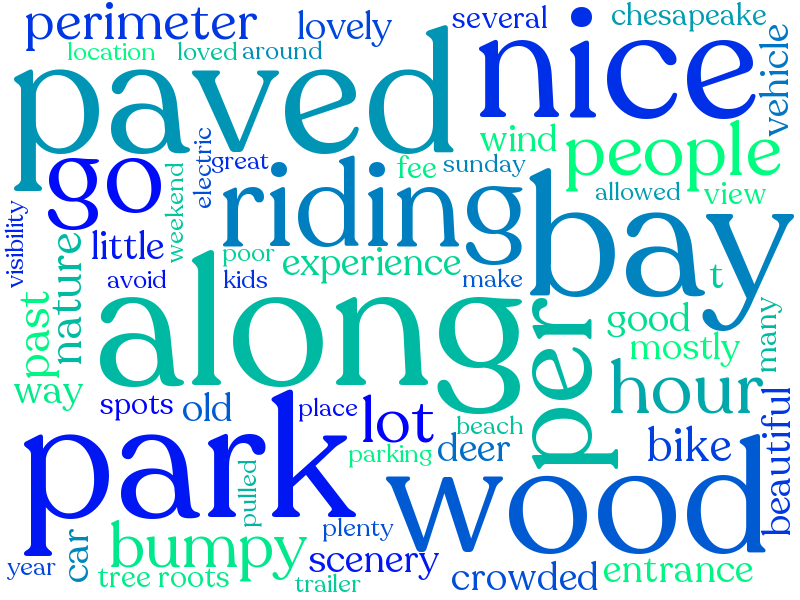 perimeter
lovely
several
chesapeake
location
loved
around
paved
nice
vehicle
wind
people
go
great
electric
weekend
riding
fee
sunday
allowed
view
bay
visibility
little
nature
poor
experience
avoid
kids
make
t
along
per
past
good
mostly
many
way
hour
spots
old
place
lot
beach
beautiful
park
parking
deer
bike
wood
pulled
plenty
year
car
bumpy
scenery
crowded
entrance
tree roots
trailer